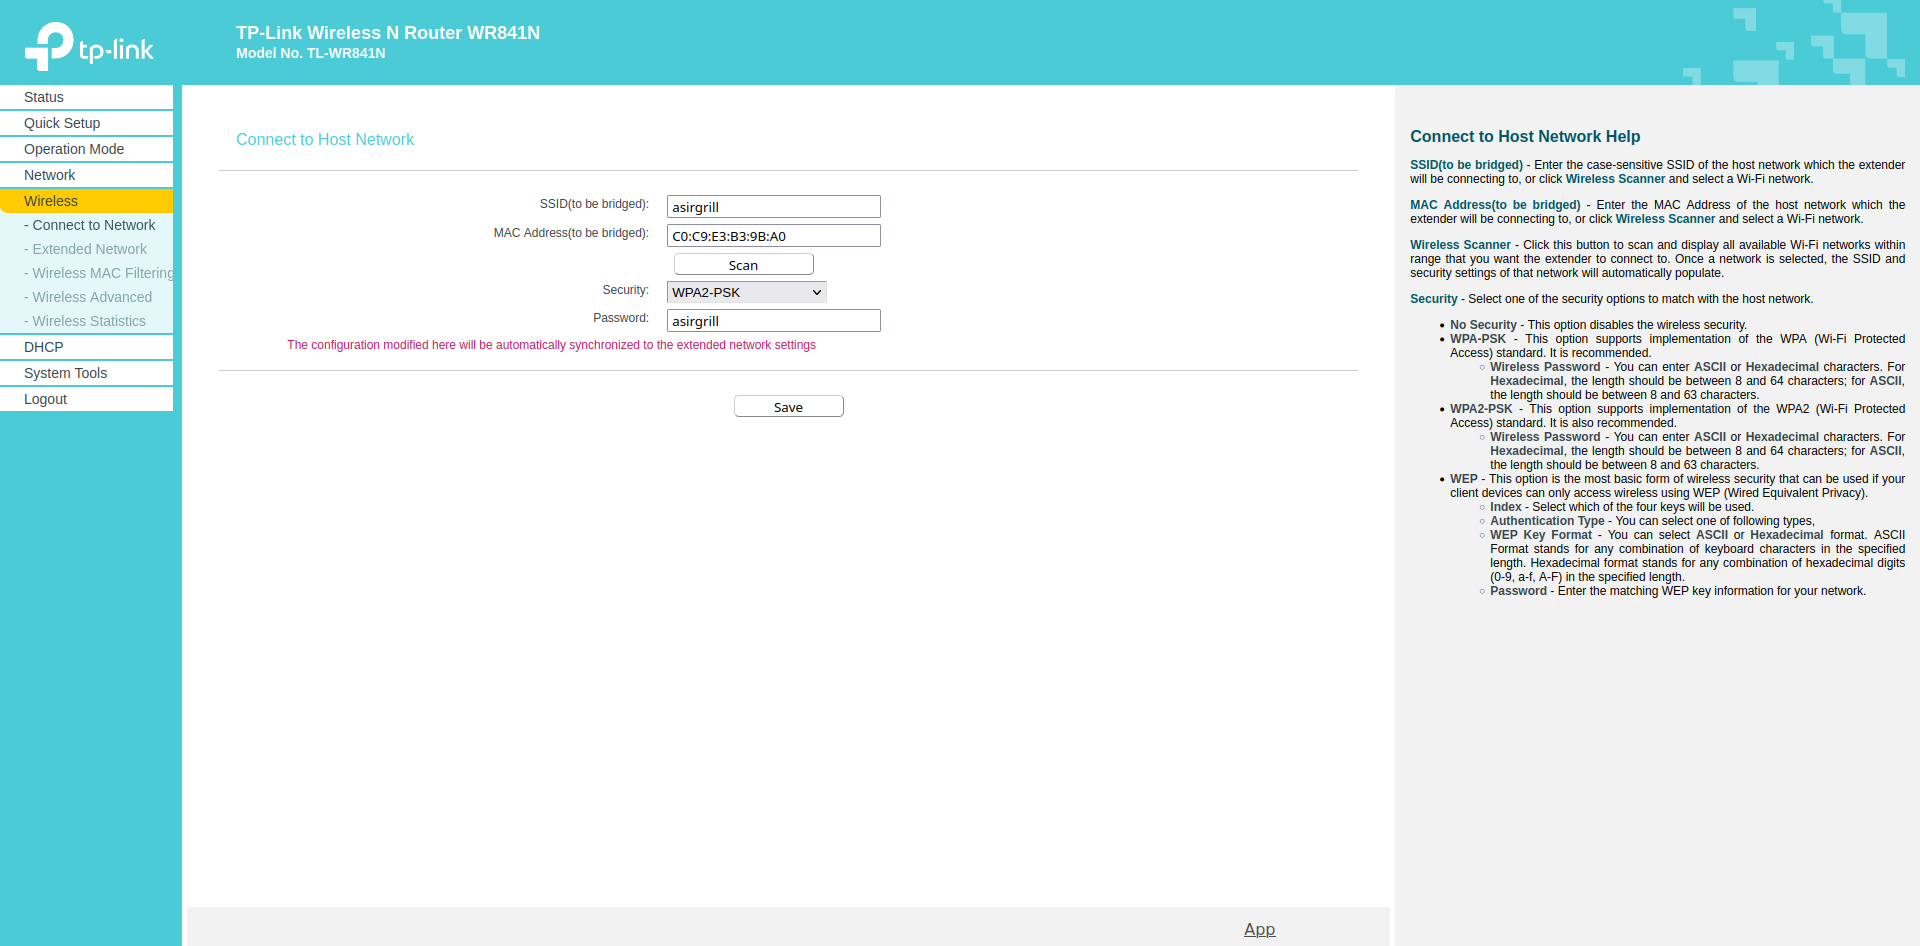 tp-link
TP-Link Wireless N Router WR841N
Model No. TL-WR841N
Status
Quick Setup
Operation Mode
Network
Wireless
- Connect to Network
- Extended Network
- Wireless MAC Filtering
- Wireless Advanced
- Wireless Statistics
DHCP
System Tools
Logout
Connect to Host Network
SSID(to be bridged): asirgrill
MAC Address(to be bridged): C0:C9:E3:B3:9B:A0
Scan
Security: WPA2-PSK
Password: asirgrill
The configuration modified here will be automatically synchronized to the extended network settings
Save
App
Connect to Host Network Help
SSID(to be bridged) - Enter the case-sensitive SSID of the host network which the extender
will be connecting to, or click Wireless Scanner and select a Wi-Fi network.
MAC Address(to be bridged) - Enter the MAC Address of the host network which the
extender will be connecting to, or click Wireless Scanner and select a Wi-Fi network.
Wireless Scanner - Click this button to scan and display all available Wi-Fi networks within
range that you want the extender to connect to. Once a network is selected, the SSID and
security settings of that network will automatically populate.
Security - Select one of the security options to match with the host network.
• No Security - This option disables the wireless security.
• WPA-PSK - This option supports implementation of the WPA (Wi-Fi Protected
Access) standard. It is recommended.
○ Wireless Password - You can enter ASCII or Hexadecimal characters. For
Hexadecimal, the length should be between 8 and 64 characters; for ASCII,
the length should be between 8 and 63 characters.
• WPA2-PSK - This option supports implementation of the WPA2 (Wi-Fi Protected
Access) standard. It is also recommended.
○ Wireless Password - You can enter ASCII or Hexadecimal characters. For
Hexadecimal, the length should be between 8 and 64 characters; for ASCII,
the length should be between 8 and 63 characters.
• WEP - This option is the most basic form of wireless security that can be used if your
client devices can only access wireless using WEP (Wired Equivalent Privacy).
○ Index - Select which of the four keys will be used.
○ Authentication Type - You can select one of following types,
○ WEP Key Format - You can select ASCII or Hexadecimal format. ASCII
Format stands for any combination of keyboard characters in the specified
length. Hexadecimal format stands for any combination of hexadecimal digits
(0-9, a-f, A-F) in the specified length.
○ Password - Enter the matching WEP key information for your network.